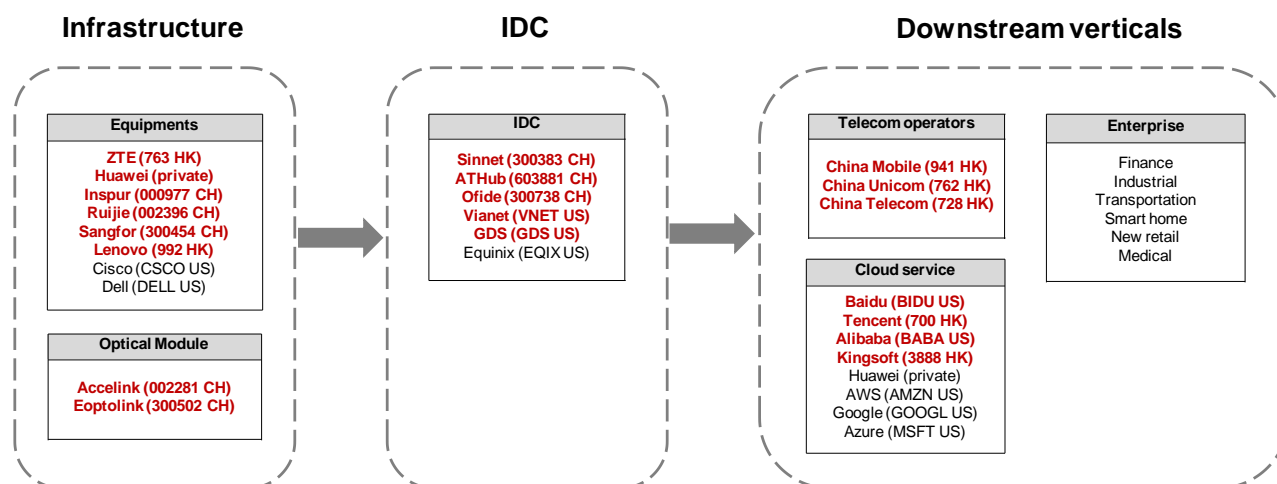 Infrastructure
IDC
Downstream verticals
Equipments
ZTE (763 HK)
Huawei (private)
Inspur (000977 CH)
Ruijie (002396 CH)
Sangfor (300454 CH)
Lenovo (992 HK)
Cisco (CSCO US)
Dell (DELL US)
Optical Module
Accelink (002281 CH)
Eoptolink (300502 CH)
IDC
Sinnet (300383 CH)
ATHub (603881 CH)
Ofide (300738 CH)
Vianet (VNET US)
GDS (GDS US)
Equinix (EQIX US)
Telecom operators
China Mobile (941 HK)
China Unicom (762 HK)
China Telecom (728 HK)
Cloud service
Baidu (BIDU US)
Tencent (700 HK)
Alibaba (BABA US)
Kingsoft (3888 HK)
Huawei (private)
AWS (AMZN US)
Google (GOOGL US)
Azure (MSFT US)
Enterprise
Finance
Industrial
Transportation
Smart home
New retail
Medical